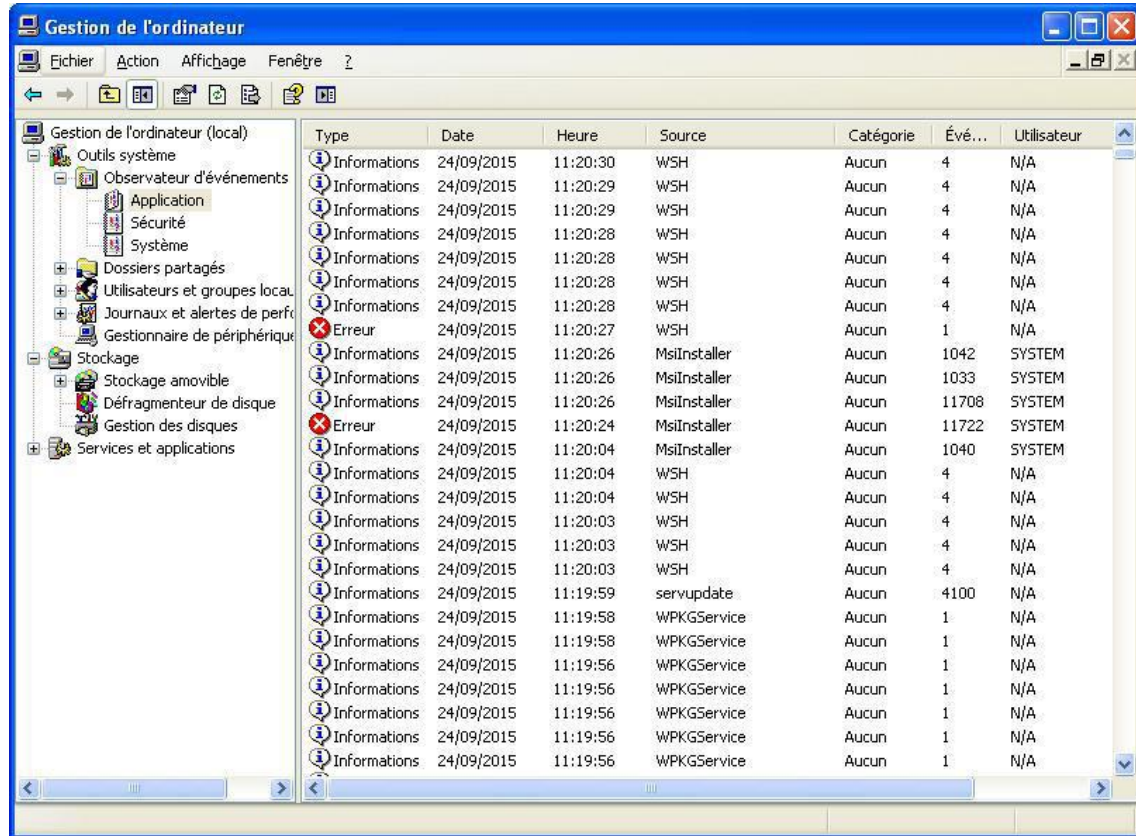 Gestion de l'ordinateur
Fichier Action Affichage Fenêtre ?
Gestion de l'ordinateur (local)
Outils système
Observateur d'événements
Application
Sécurité
Système
Dossiers partagés
Utilisateurs et groupes locau
Journaux et alertes de perfo
Gestionnaire de périphérique
Stockage
Stockage amovible
Défragmenteur de disque
Gestion des disques
Services et applications
Type Date Heure Source Catégorie Évé... Utilisateur
Informations 24/09/2015 11:20:30 WSH Aucun 4 N/A
Informations 24/09/2015 11:20:29 WSH Aucun 4 N/A
Informations 24/09/2015 11:20:29 WSH Aucun 4 N/A
Informations 24/09/2015 11:20:28 WSH Aucun 4 N/A
Informations 24/09/2015 11:20:28 WSH Aucun 4 N/A
Informations 24/09/2015 11:20:28 WSH Aucun 4 N/A
Informations 24/09/2015 11:20:28 WSH Aucun 4 N/A
Erreur 24/09/2015 11:20:27 WSH Aucun 1 N/A
Informations 24/09/2015 11:20:26 MsiInstaller Aucun 1042 SYSTEM
Informations 24/09/2015 11:20:26 MsiInstaller Aucun 1033 SYSTEM
Informations 24/09/2015 11:20:26 MsiInstaller Aucun 11708 SYSTEM
Erreur 24/09/2015 11:20:24 MsiInstaller Aucun 11722 SYSTEM
Informations 24/09/2015 11:20:04 MsiInstaller Aucun 1040 SYSTEM
Informations 24/09/2015 11:20:04 WSH Aucun 4 N/A
Informations 24/09/2015 11:20:04 WSH Aucun 4 N/A
Informations 24/09/2015 11:20:03 WSH Aucun 4 N/A
Informations 24/09/2015 11:20:03 WSH Aucun 4 N/A
Informations 24/09/2015 11:20:03 WSH Aucun 4 N/A
Informations 24/09/2015 11:19:59 servupdate Aucun 4100 N/A
Informations 24/09/2015 11:19:58 WPKGService Aucun 1 N/A
Informations 24/09/2015 11:19:58 WPKGService Aucun 1 N/A
Informations 24/09/2015 11:19:56 WPKGService Aucun 1 N/A
Informations 24/09/2015 11:19:56 WPKGService Aucun 1 N/A
Informations 24/09/2015 11:19:56 WPKGService Aucun 1 N/A
Informations 24/09/2015 11:19:56 WPKGService Aucun 1 N/A
Informations 24/09/2015 11:19:56 WPKGService Aucun 1 N/A